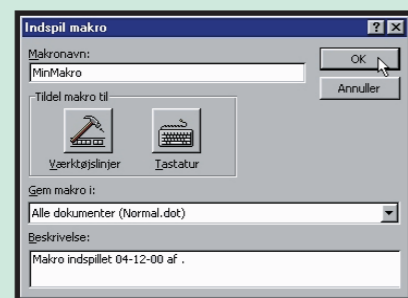 Indspil makro
Makronavn:
MinMakro
OK
Annuller
Tildel makro til
Værktøjslinjer
Tastatur
Gem makro i:
Alle dokumenter (Normal.dot)
Beskrivelse:
Makro indspillet 04-12-00 af .